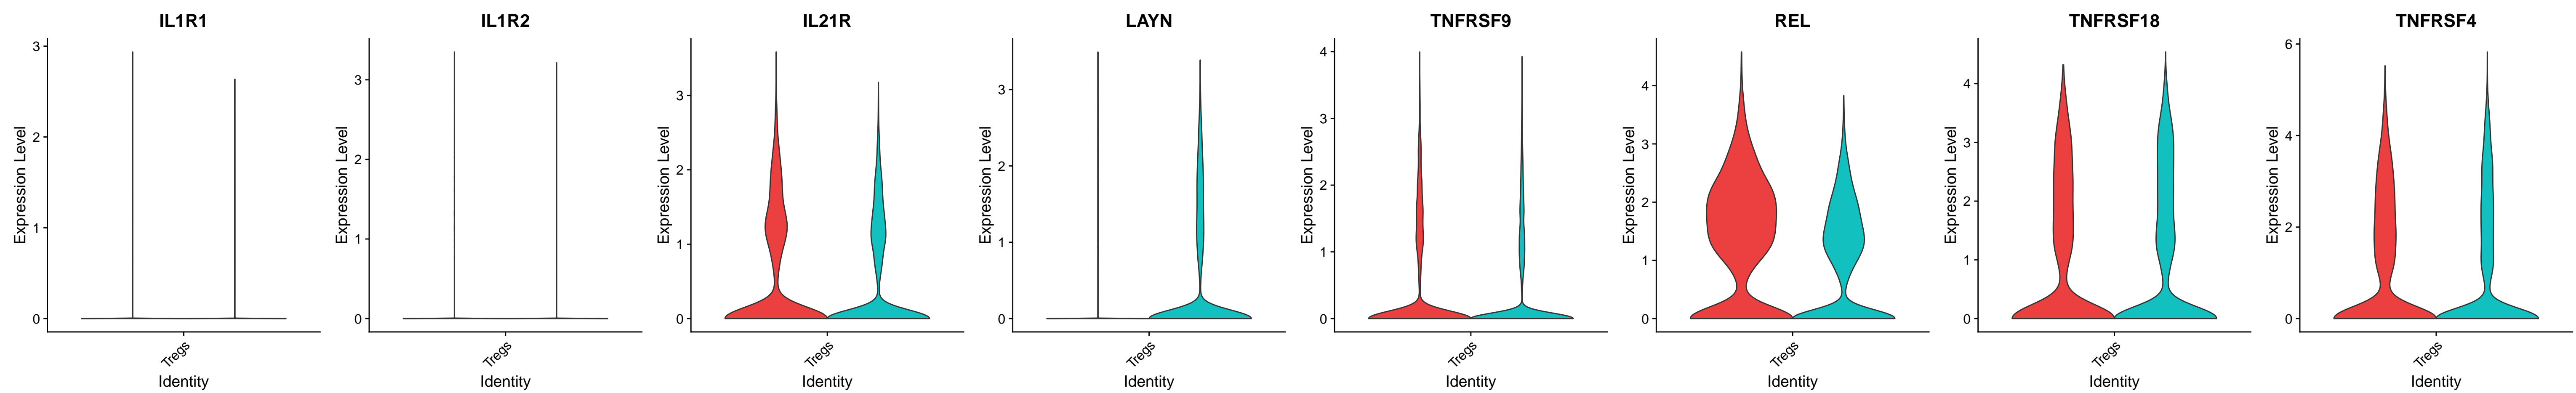 IL1R1
Expression Level
3
2
1
0
Tregs
Identity
IL1R2
Expression Level
3
2
1
0
Tregs
Identity
IL21R
Expression Level
3
2
1
0
Tregs
Identity
LAYN
Expression Level
3
2
1
0
Tregs
Identity
TNFRSF9
Expression Level
4
3
2
1
0
Tregs
Identity
REL
Expression Level
4
3
2
1
0
Tregs
Identity
TNFRSF18
Expression Level
4
3
2
1
0
Tregs
Identity
TNFRSF4
Expression Level
6
4
2
0
Tregs
Identity